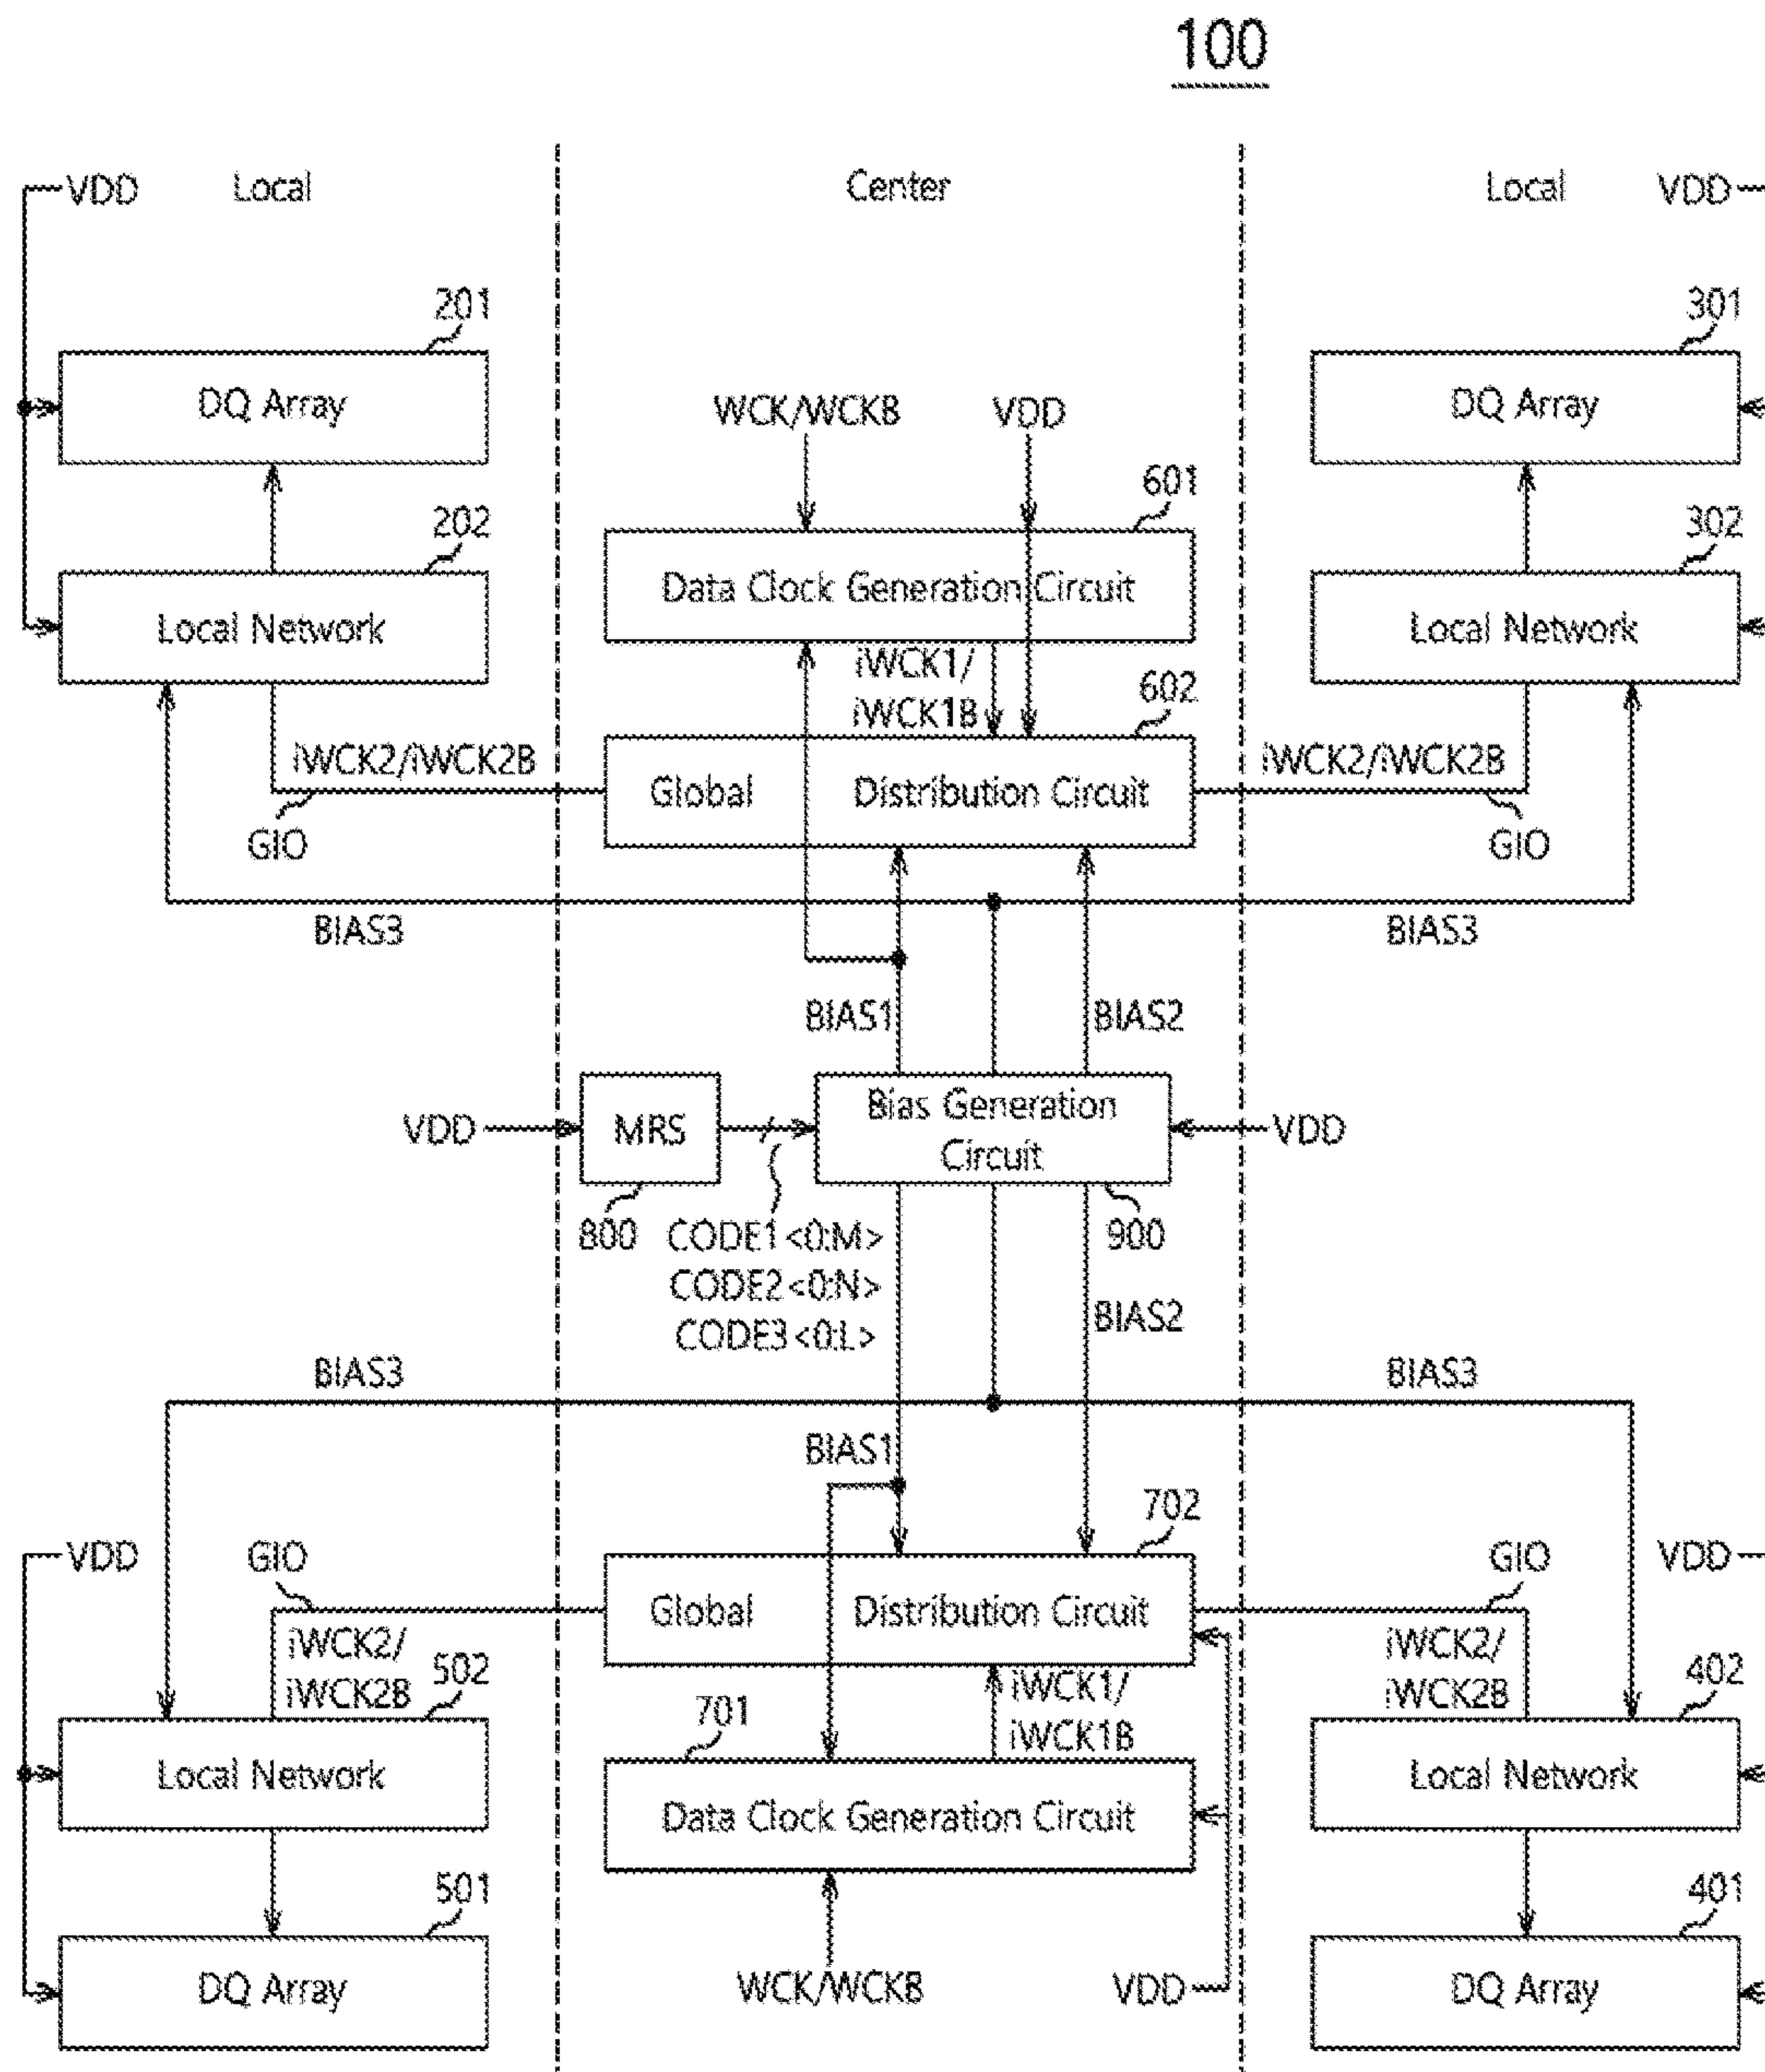 100
VDD Local Center Local VDD
201 301
DQ Array DQ Array
WCK/WCKB VDD
601
202 302
Data Clock Generation Circuit
Local Network Local Network
iWCK1/
iWCK1B 602
iWCK2/iWCK2B iWCK2/iWCK2B
Global Distribution Circuit
GIO GIO
BIAS3 BIAS3
BIAS1 BIAS2
Bias Generation
VDD MRS VDD
Circuit
800 CODE1<0:M> 900
CODE2<0:N>
BIAS2
CODE3<0:L>
BIAS3 BIAS3
BIAS1
702
VDD GIO GIO VDD
Global Distribution Circuit
iWCK2/ iWCK2/
iWCK2B 502 iWCK2B 402
iWCK1/
701 iWCK1B
Local Network Local Network
Data Clock Generation Circuit
501 401
WCK/WCKB VDD
DQ Array DQ Array